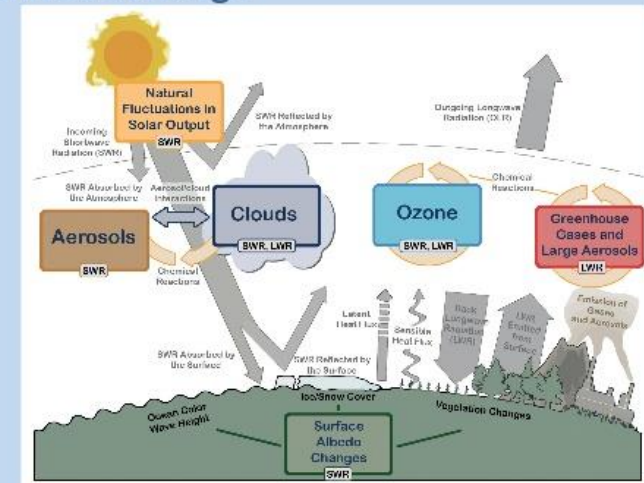 Natural
Fluctuations in
Solar Output
SWR
Incoming
Shortwave
Radiation (SWR)
SWR Reflected by
the Atmosphere
Outgoing Longwave
Radiation (OLR)
SWR Absorbed by
the Atmosphere
Aerosol/cloud
Interactions
Chemical
Reactions
Aerosols
SWR
Clouds
SWR, LWR
Ozone
SWR, LWR
Greenhouse
Gases and
Large Aerosols
LWR
Chemical
Reactions
Latent
Heat Flux
Sensible
Heat Flux
Back
Longwave
Radiation
(LWR)
LWR
Emitted
from
Surface
Emission of
Gases
and Aerosols
SWR Absorbed by
the Surface
SWR Reflected by
the Surface
Ocean Color
Wave Height
Ice/Snow Cover
Vegetation Changes
Surface
Albedo
Changes
SWR